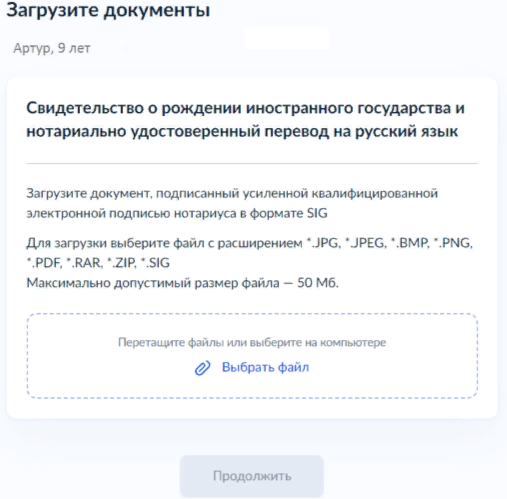 Загрузите документы
Артур, 9 лет
Свидетельство о рождении иностранного государства и
нотариально удостоверенный перевод на русский язык
Загрузите документ, подписанный усиленной квалифицированной
электронной подписью нотариуса в формате SIG
Для загрузки выберите файл с расширением *.JPG, *.JPEG, *.BMP, *.PNG,
*.PDF, *.RAR, *.ZIP, *.SIG
Максимально допустимый размер файла — 50 Мб.
Перетащите файлы или выберите на компьютере
Выбрать файл
Продолжить